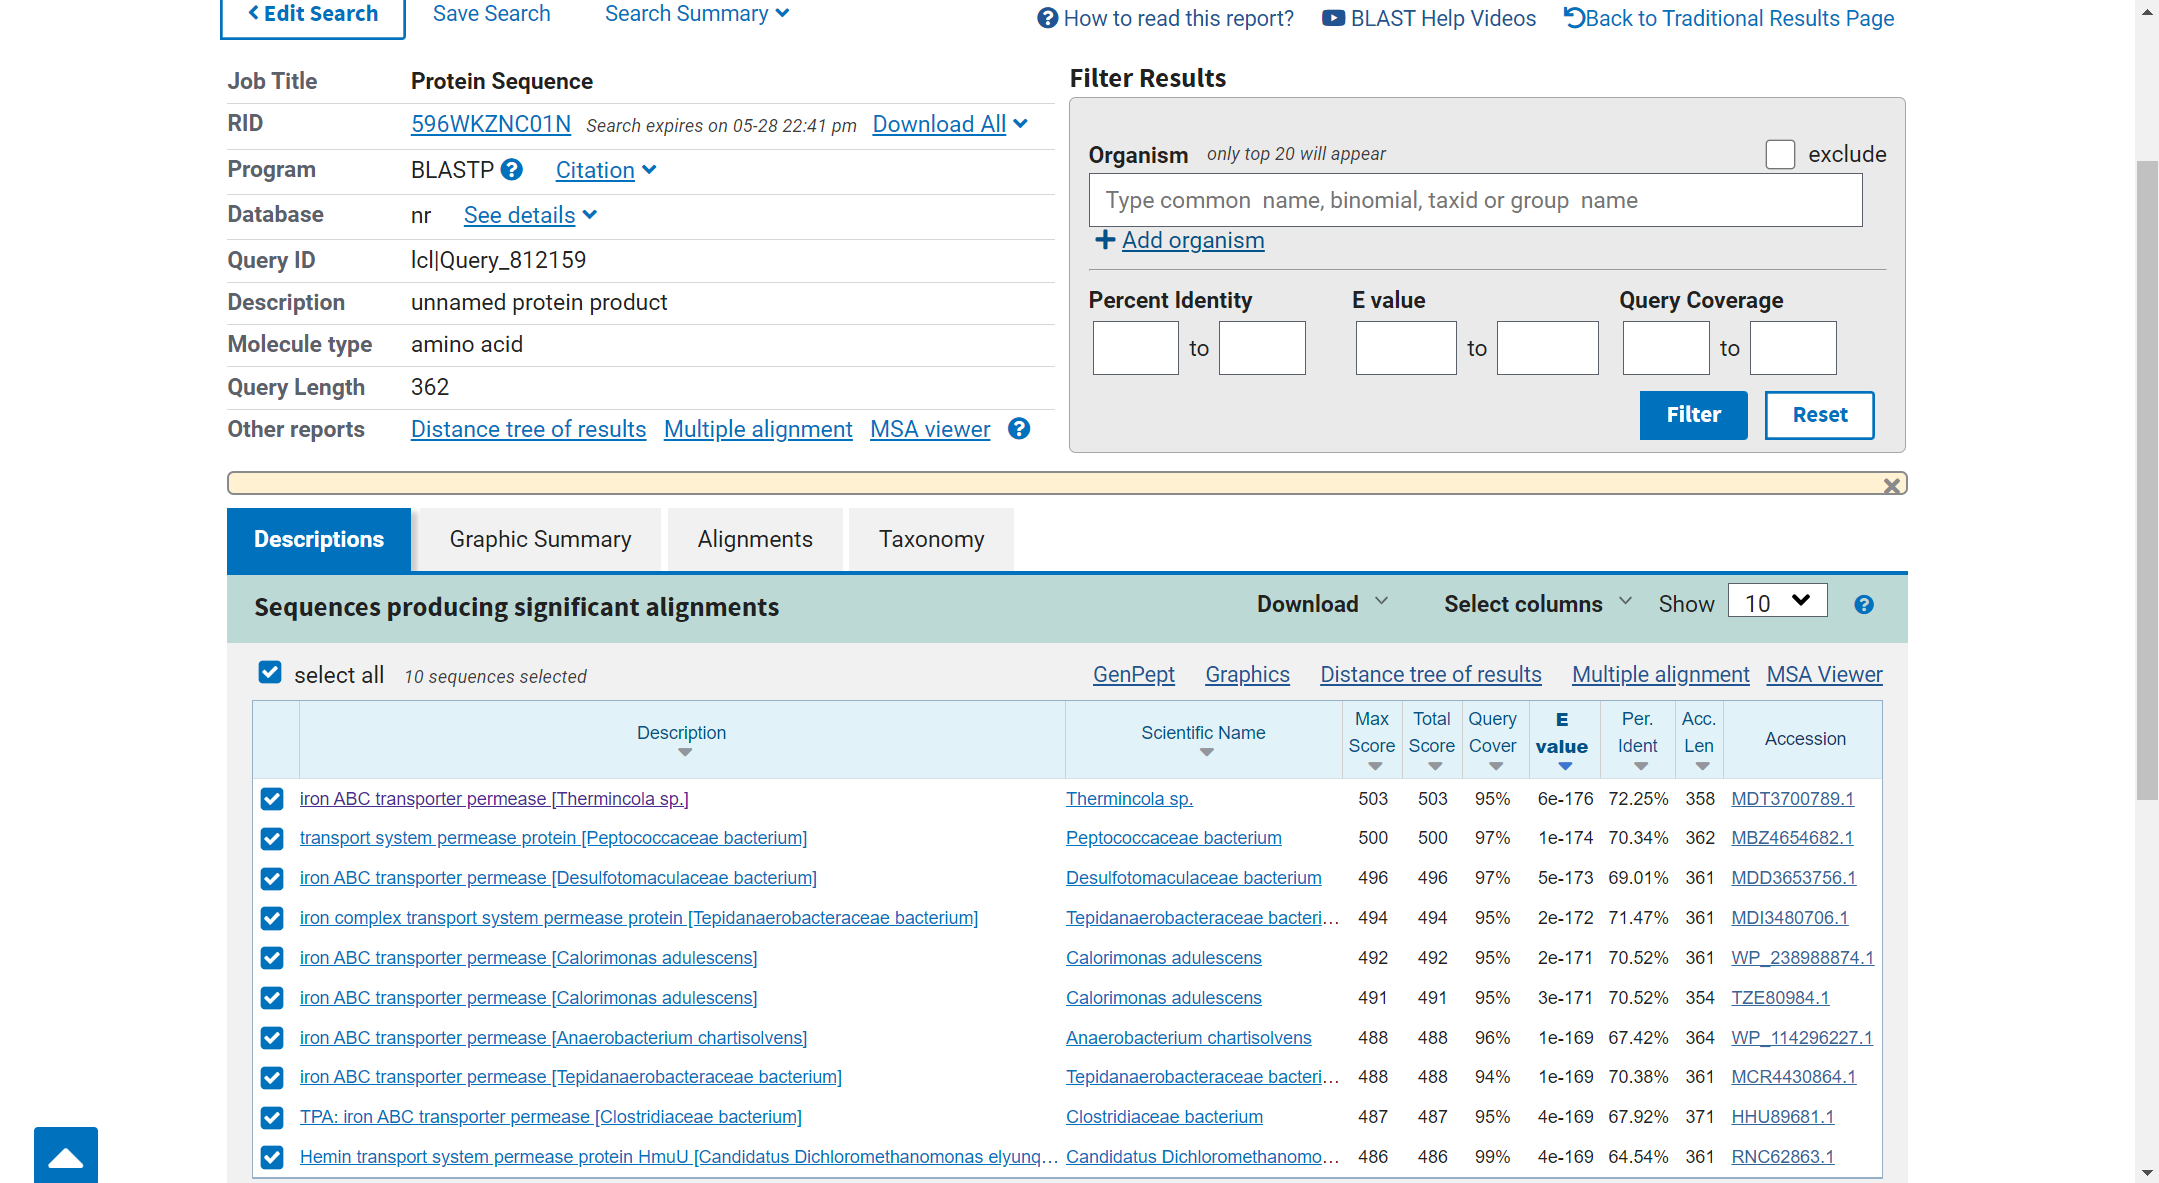 Edit Search Save Search Search Summary How to read this report? BLAST Help Videos Back to Traditional Results Page
Job Title Protein Sequence
RID 596WKZNC01N Search expires on 05-28 22:41 pm Download All
Program BLASTP Citation
Database nr See details
Query ID lcl|Query_812159
Description unnamed protein product
Molecule type amino acid
Query Length 362
Other reports Distance tree of results Multiple alignment MSA viewer
Filter Results
Organism only top 20 will appear exclude
Type common name, binomial, taxid or group name
Add organism
Percent Identity E value Query Coverage
to to to
Filter Reset
Descriptions Graphic Summary Alignments Taxonomy
Sequences producing significant alignments Download Select columns Show 10
select all 10 sequences selected GenPept Graphics Distance tree of results Multiple alignment MSA Viewer
Description Scientific Name Max Score Total Score Query Cover E value Per. Ident Acc. Len Accession
iron ABC transporter permease [Thermincola sp.] Thermincola sp. 503 503 95% 6e-176 72.25% 358 MDT3700789.1
transport system permease protein [Peptococcaceae bacterium] Peptococcaceae bacterium 500 500 97% 1e-174 70.34% 362 MBZ4654682.1
iron ABC transporter permease [Desulfotomaculaceae bacterium] Desulfotomaculaceae bacterium 496 496 97% 5e-173 69.01% 361 MDD3653756.1
iron complex transport system permease protein [Tepidanaerobacteraceae bacterium] Tepidanaerobacteraceae bacteri... 494 494 95% 2e-172 71.47% 361 MDI3480706.1
iron ABC transporter permease [Calorimonas adulescens] Calorimonas adulescens 492 492 95% 2e-171 70.52% 361 WP_238988874.1
iron ABC transporter permease [Calorimonas adulescens] Calorimonas adulescens 491 491 95% 3e-171 70.52% 354 TZE80984.1
iron ABC transporter permease [Anaerobacterium chartisolvens] Anaerobacterium chartisolvens 488 488 96% 1e-169 67.42% 364 WP_114296227.1
iron ABC transporter permease [Tepidanaerobacteraceae bacterium] Tepidanaerobacteraceae bacteri... 488 488 94% 1e-169 70.38% 361 MCR4430864.1
TPA: iron ABC transporter permease [Clostridiaceae bacterium] Clostridiaceae bacterium 487 487 95% 4e-169 67.92% 371 HHU89681.1
Hemin transport system permease protein HmuU [Candidatus Dichloromethanomonas elyunq... Candidatus Dichloromethanomo... 486 486 99% 4e-169 64.54% 361 RNC62863.1